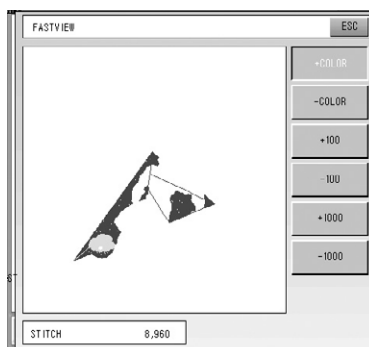 FASTVIEW
ESC
+COLOR
-COLOR
+100
-100
+1000
-1000
STITCH 8,960